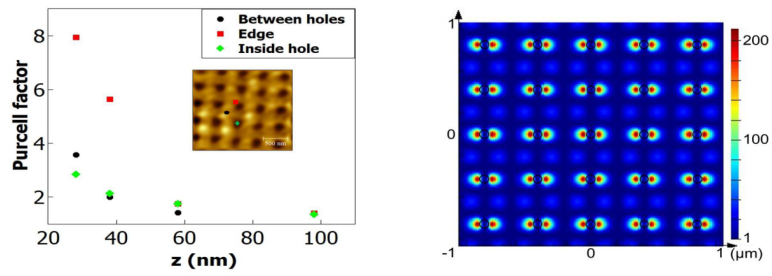 Between holes
Edge
Inside hole
8
6
4
2
Purcell factor
500 nm
20 40 60 80 100
z (nm)
1
0
-1
-1 0 1 (μm)
200
100
1